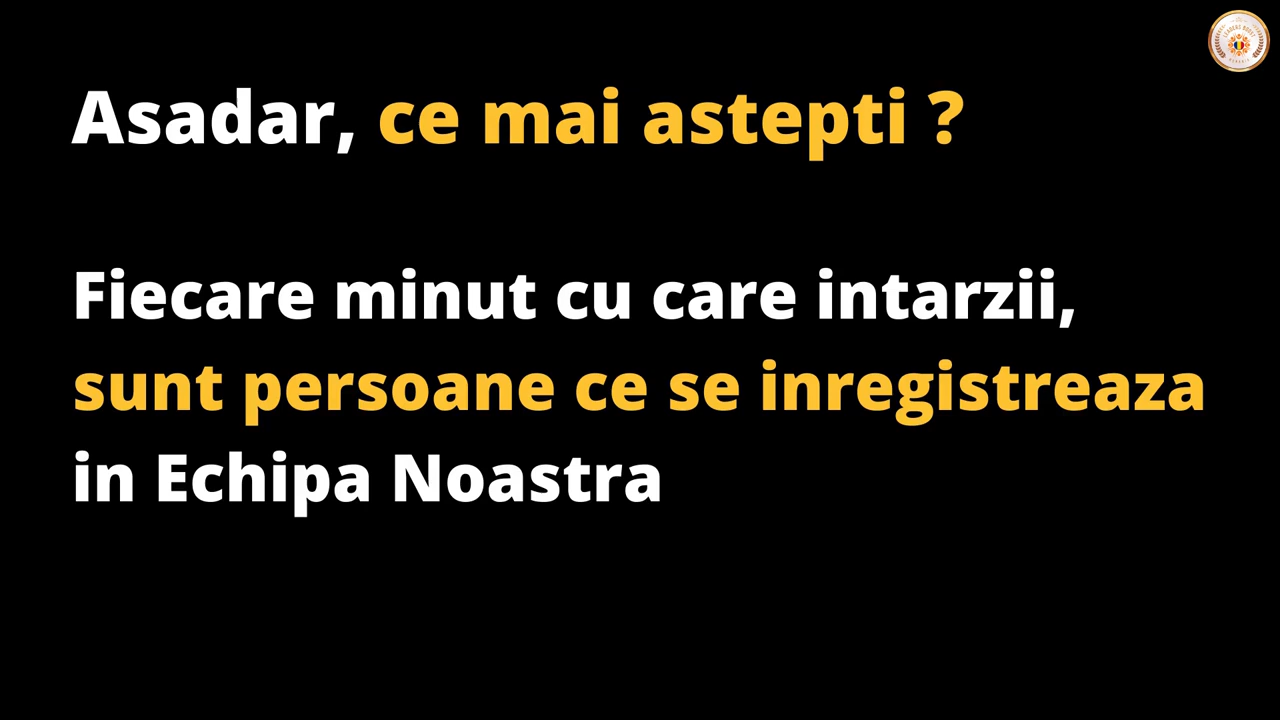 Asadar, ce mai astepti ?
Fiecare minut cu care intarzii,
sunt persoane ce se inregistreaza
in Echipa Noastra